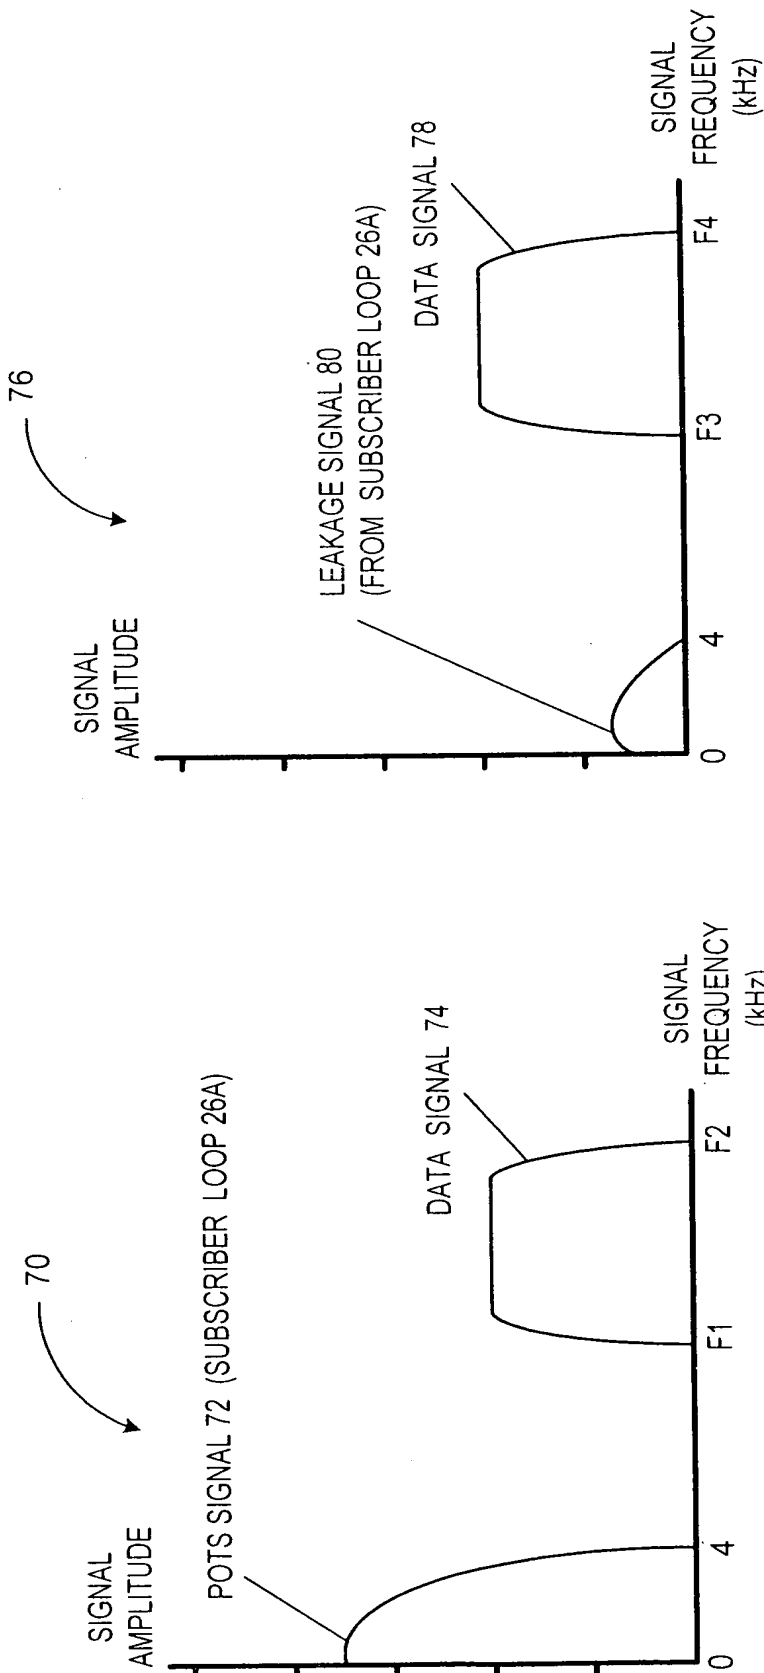 70
SIGNAL
AMPLITUDE
POTS SIGNAL 72 (SUBSCRIBER LOOP 26A)
DATA SIGNAL 74
0
4
F1
F2
SIGNAL
FREQUENCY
(kHz)
76
SIGNAL
AMPLITUDE
LEAKAGE SIGNAL 80
(FROM SUBSCRIBER LOOP 26A)
DATA SIGNAL 78
0
4
F3
F4
SIGNAL
FREQUENCY
(kHz)